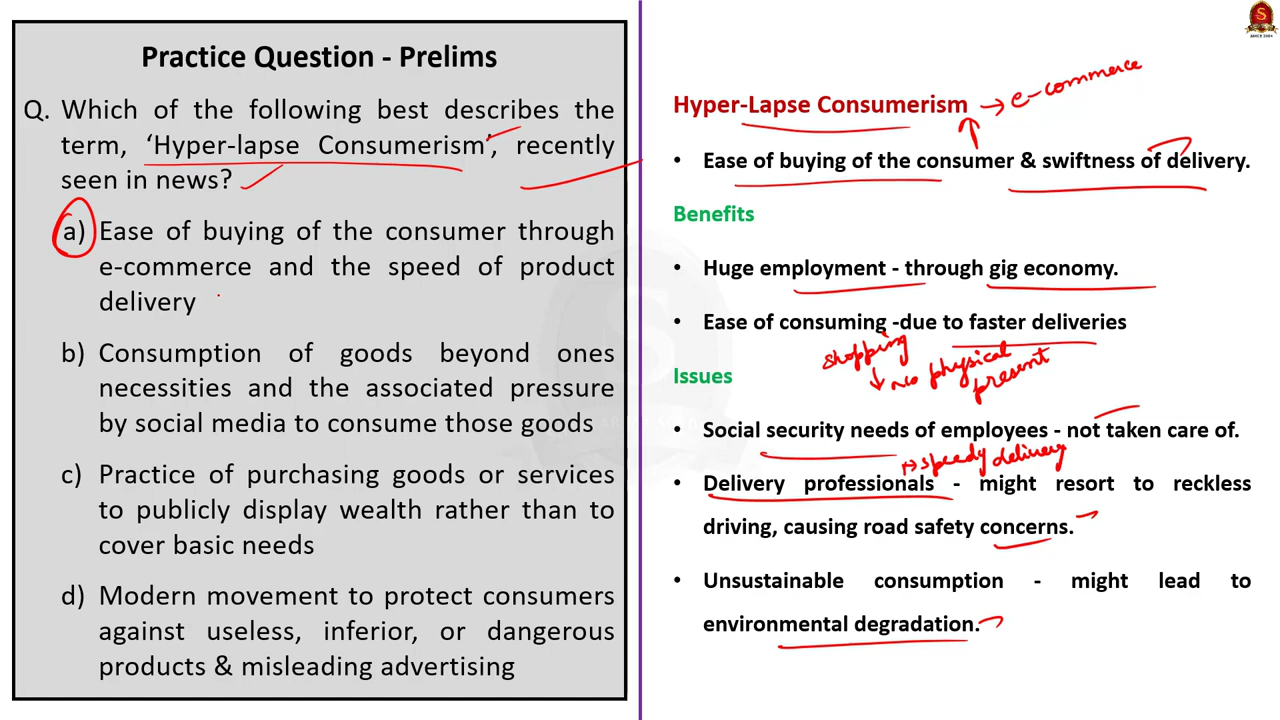 Practice Question - Prelims
Q. Which of the following best describes the
term, ‘Hyper-lapse Consumerism’, recently
seen in news?
a) Ease of buying of the consumer through
e-commerce and the speed of product
delivery
b) Consumption of goods beyond ones
necessities and the associated pressure
by social media to consume those goods
c) Practice of purchasing goods or services
to publicly display wealth rather than to
cover basic needs
d) Modern movement to protect consumers
against useless, inferior, or dangerous
products & misleading advertising
S
SINCE 2004
Hyper-Lapse Consumerism → e-commerce
• Ease of buying of the consumer & swiftness of delivery.
Benefits
• Huge employment - through gig economy.
• Ease of consuming -due to faster deliveries
shopping
↓ no physical
present
Issues
• Social security needs of employees - not taken care of.
→ speedy delivery
• Delivery professionals - might resort to reckless
driving, causing road safety concerns.
• Unsustainable consumption - might lead to
environmental degradation.